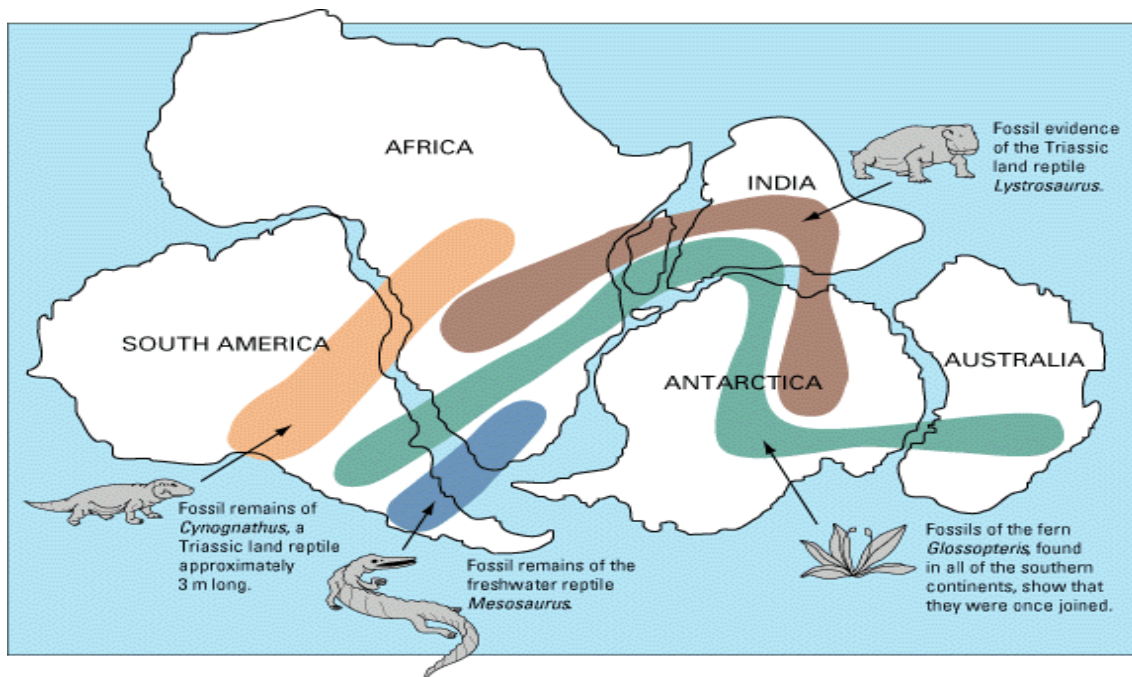 AFRICA
INDIA
Fossil evidence
of the Triassic
land reptile
Lystrosaurus.
SOUTH AMERICA
ANTARCTICA
AUSTRALIA
Fossil remains of
Cynognathus, a
Triassic land reptile
approximately
3 m long.
Fossil remains of the
freshwater reptile
Mesosaurus.
Fossils of the fern
Glossopteris, found
in all of the southern
continents, show that
they were once joined.